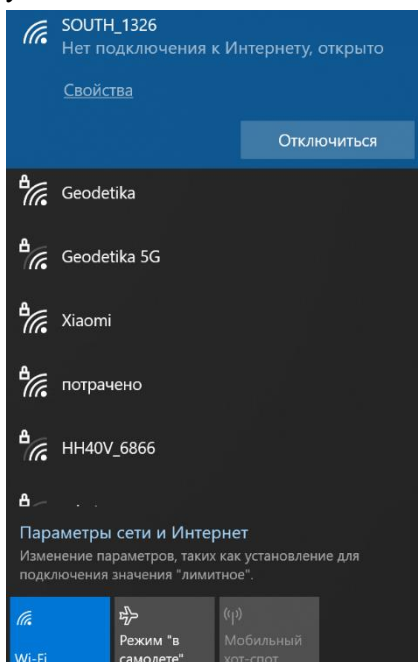 SOUTH_1326
Нет подключения к Интернету, открыто
Свойства
Отключиться
Geodetika
Geodetika 5G
Xiaomi
потрачено
HH40V_6866
Параметры сети и Интернет
Изменение параметров, таких как установление для
подключения значения "лимитное".
Wi-Fi
Режим "в
самолете"
Мобильный
хот-спот